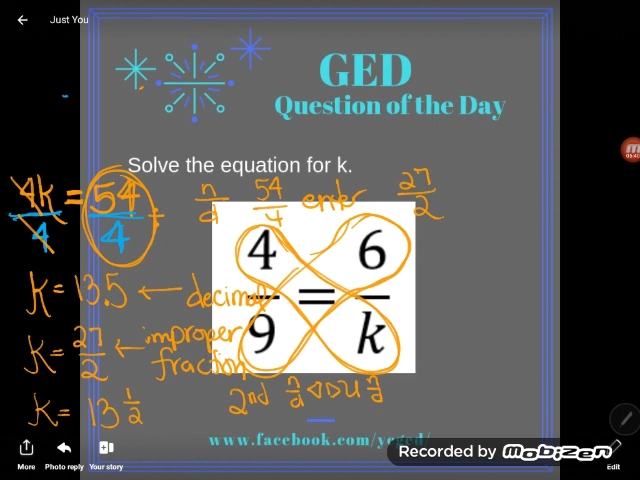 Just You
GED
Question of the Day
Solve the equation for k.
4k/4 = 54/4
n/d 54/4 enter 27/2
4/9 = 6/k
k = 13.5 ← decimal
k = 27/2 ← improper fraction
k = 13 1/2
2nd n/d
www.facebook.com/ycged/
Recorded by MOBIZEN
More
Photo reply
Your story
Edit